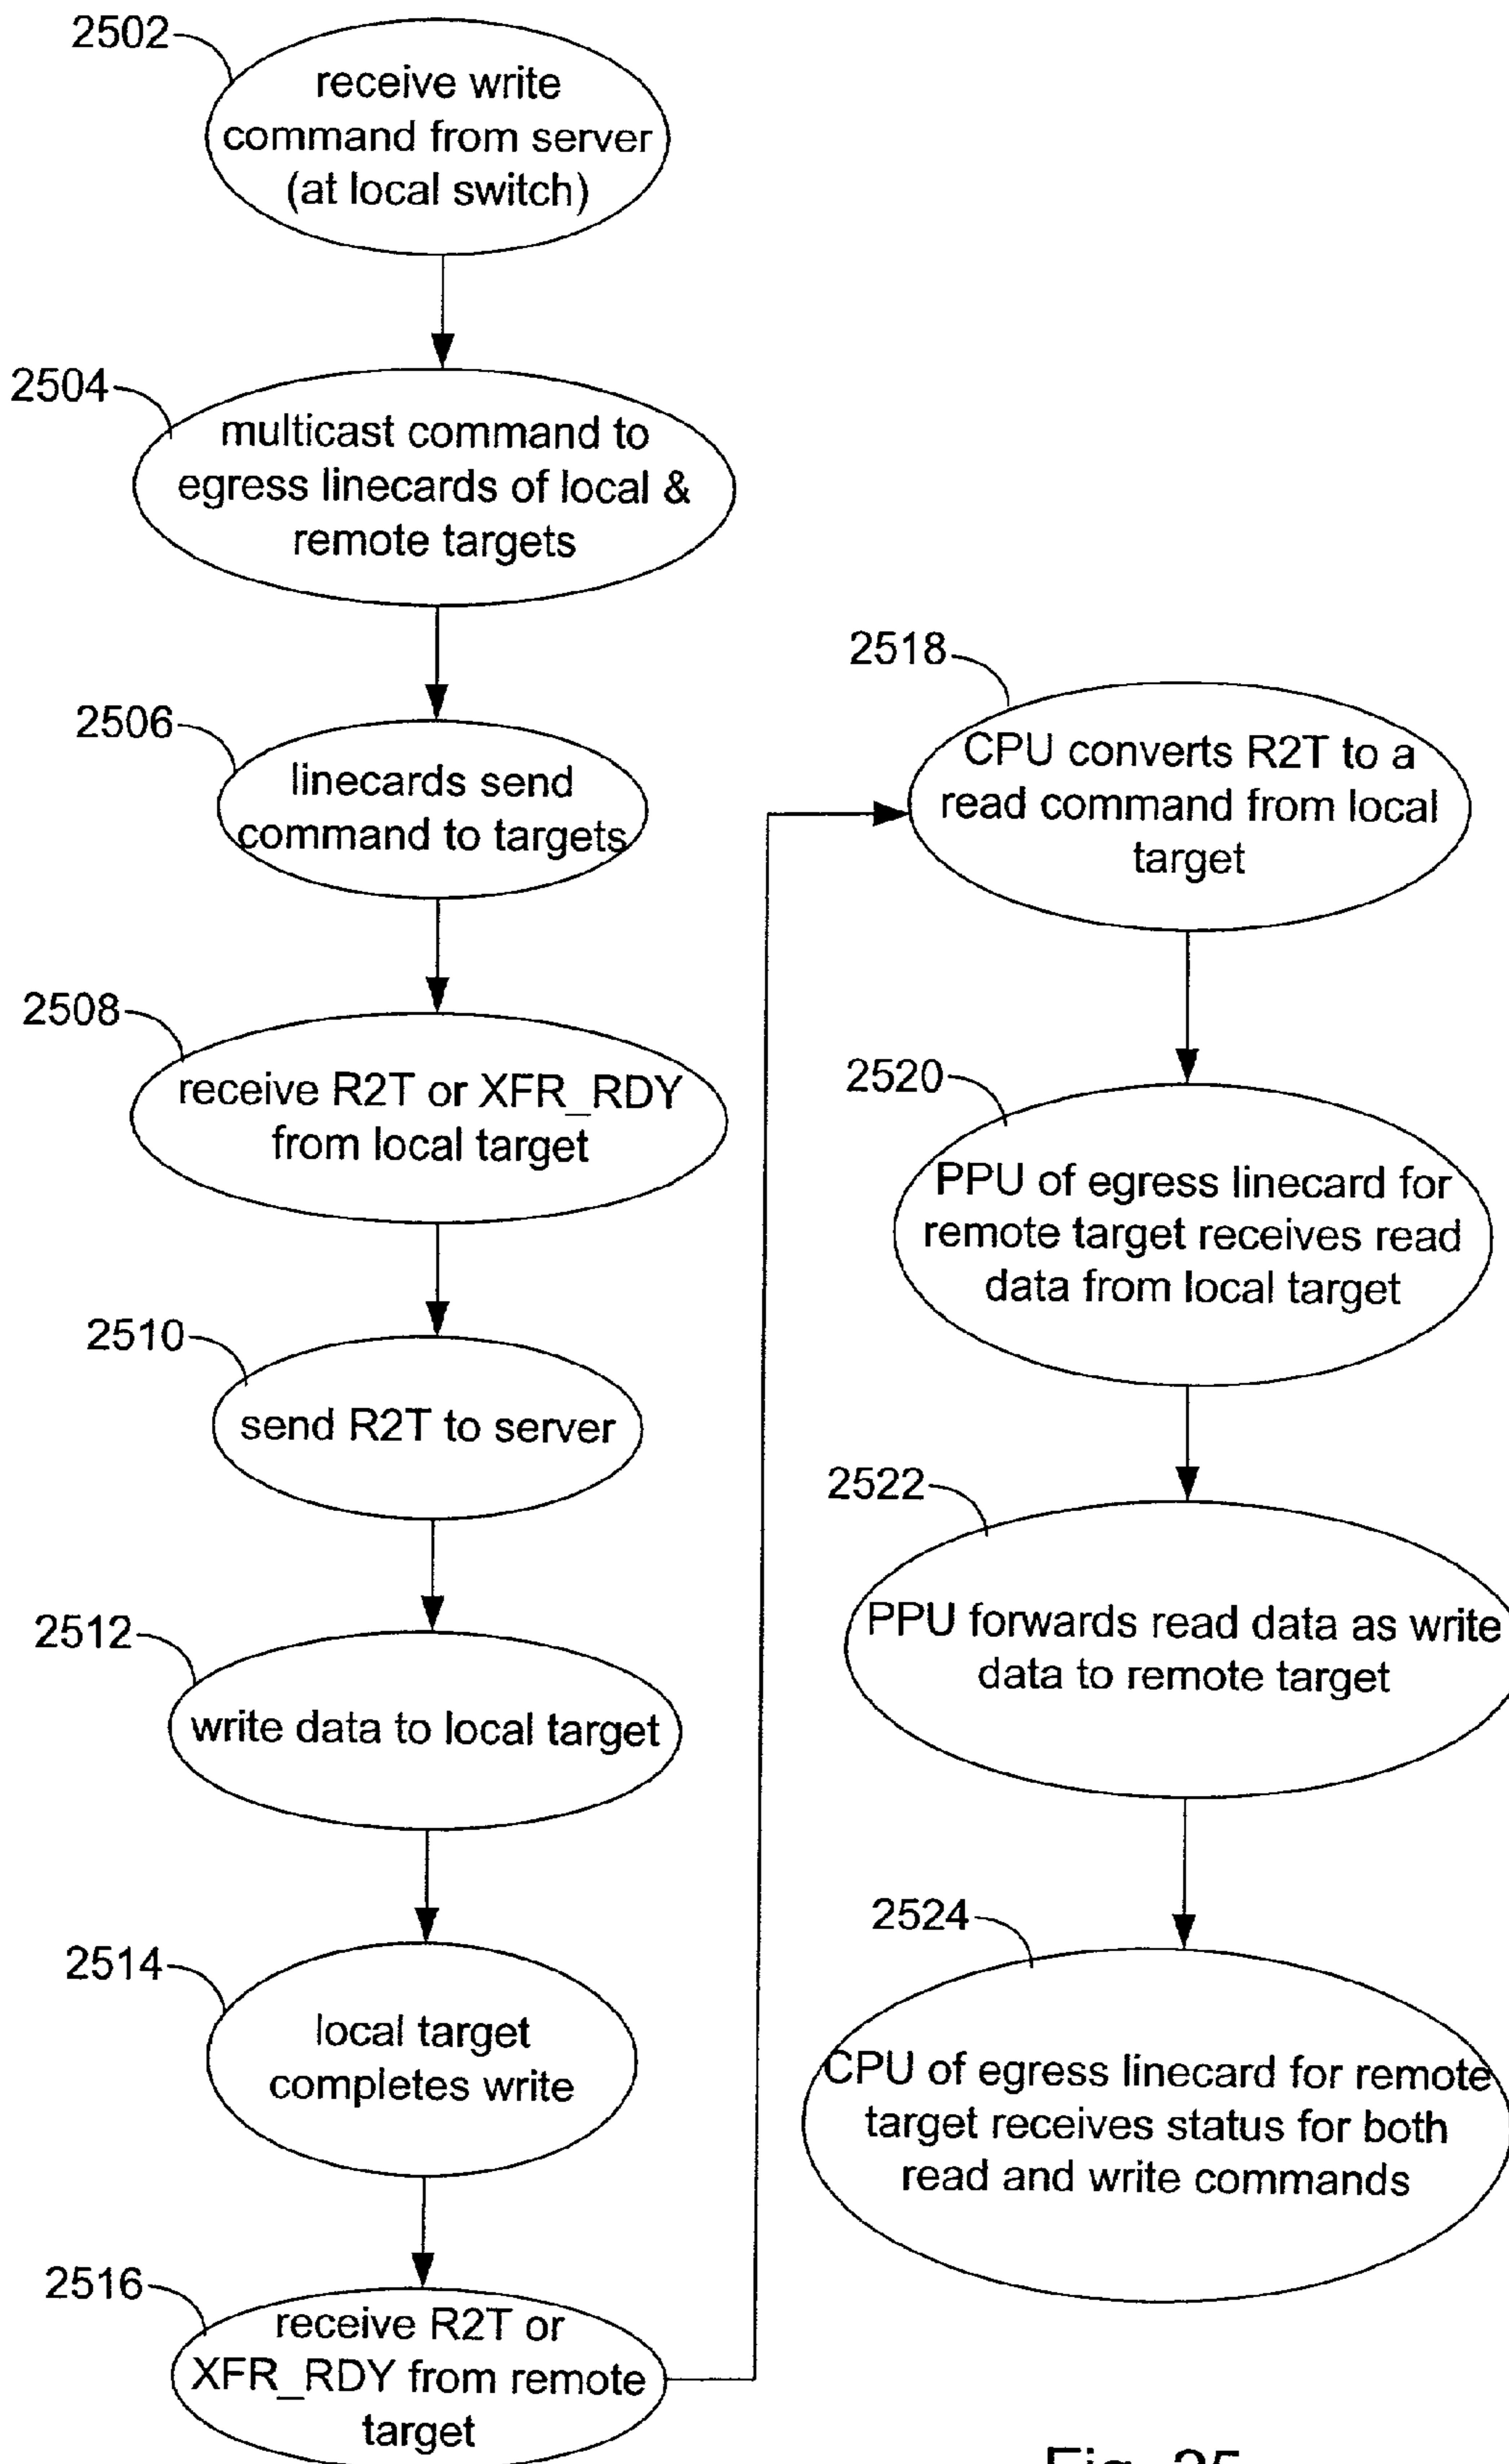 2502
receive write
command from server
(at local switch)
2504
multicast command to
egress linecards of local &
remote targets
2506
linecards send
command to targets
2508
receive R2T or XFR_RDY
from local target
2510
send R2T to server
2512
write data to local target
2514
local target
completes write
2516
receive R2T or
XFR_RDY from remote
target
2518
CPU converts R2T to a
read command from local
target
2520
PPU of egress linecard for
remote target receives read
data from local target
2522
PPU forwards read data as write
data to remote target
2524
CPU of egress linecard for remote
target receives status for both
read and write commands
Fig. 25